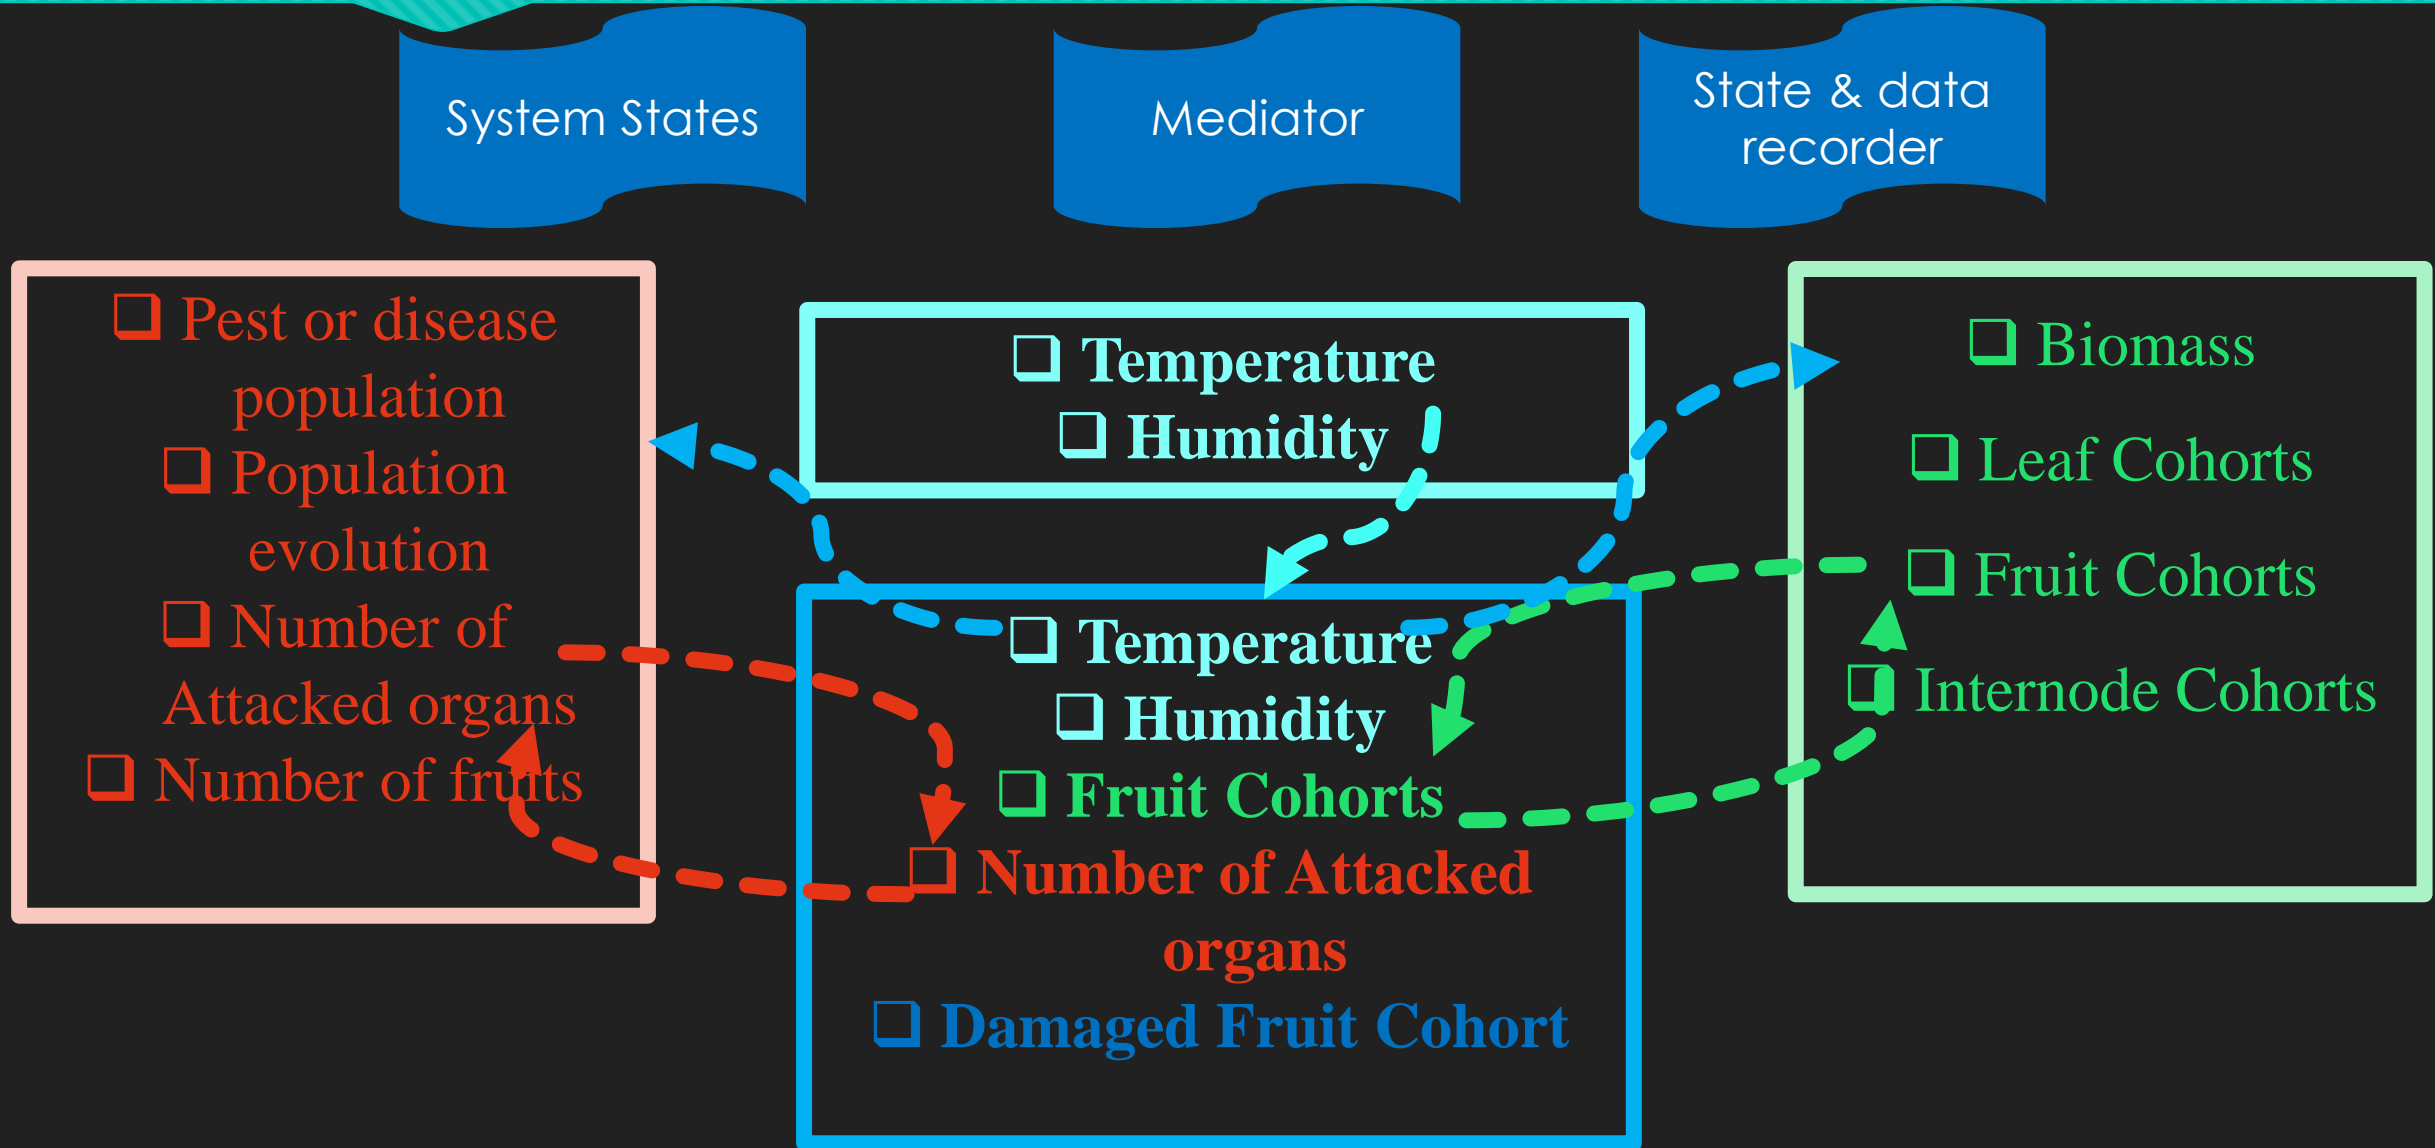 System States
Mediator
State & data
recorder
❑ Pest or disease
population
❑ Population
evolution
❑ Number of
Attacked organs
❑ Number of fruits
❑ Temperature
❑ Humidity
❑ Temperature
❑ Humidity
❑ Fruit Cohorts
❑ Number of Attacked
organs
❑ Damaged Fruit Cohort
❑ Biomass
❑ Leaf Cohorts
❑ Fruit Cohorts
❑ Internode Cohorts